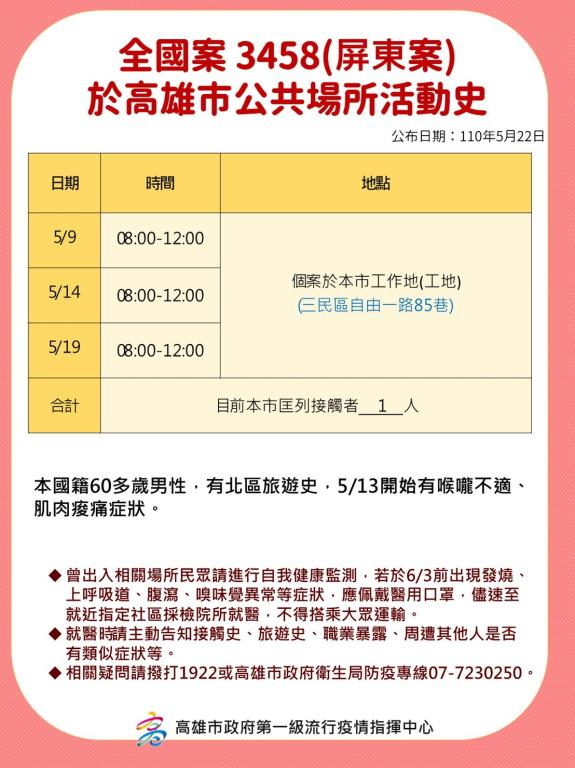 全國案 3458(屏東案)
於高雄市公共場所活動史
公布日期：110年5月22日
日期 時間 地點
5/9 08:00-12:00
個案於本市工作地(工地)
5/14 08:00-12:00
(三民區自由一路85巷)
5/19 08:00-12:00
合計 目前本市匡列接觸者__1__人
本國籍60多歲男性，有北區旅遊史，5/13開始有喉嚨不適、
肌肉痠痛症狀。
◆曾出入相關場所民眾請進行自我健康監測，若於6/3前出現發燒、
上呼吸道、腹瀉、嗅味覺異常等症狀，應佩戴醫用口罩，儘速至
就近指定社區採檢院所就醫，不得搭乘大眾運輸。
◆就醫時請主動告知接觸史、旅遊史、職業暴露、周遭其他人是否
有類似症狀等。
◆相關疑問請撥打1922或高雄市政府衛生局防疫專線07-7230250。
高雄市政府第一級流行疫情指揮中心